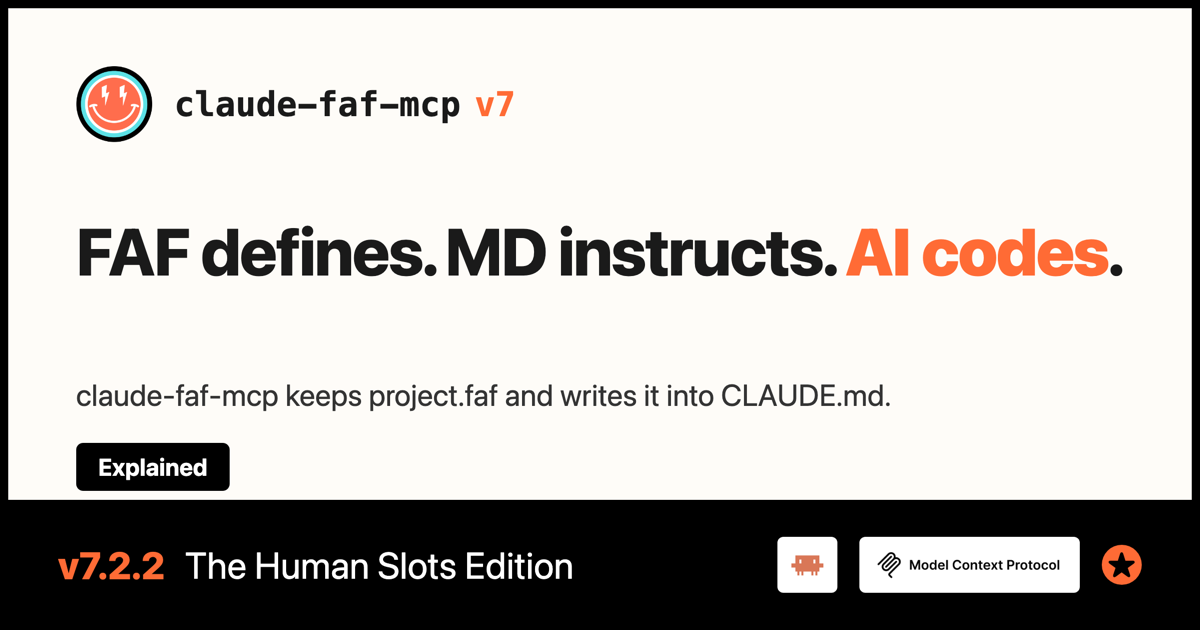 claude-faf-mcp v7
FAF defines. MD instructs. AI codes.
claude-faf-mcp keeps project.faf and writes it into CLAUDE.md.
Explained
v7.2.2 The Human Slots Edition
Model Context Protocol